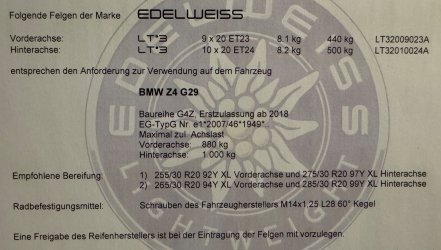 Folgende Felgen der Marke EDELWEISS
Vorderachse: LT*3 9 x 20 ET23 8.1 kg 440 kg LT32009023A
Hinterachse: LT*3 10 x 20 ET24 8.2 kg 500 kg LT32010024A
entsprechen den Anforderung zur Verwendung auf dem Fahrzeug
BMW Z4 G29
Baureihe G4Z, Erstzulassung ab 2018
EG-TypG Nr. e1*2007/46*1949*..
Maximal zul. Achslast
Vorderachse: 880 kg
Hinterachse: 1.000 kg
Empfohlene Bereifung: 1) 255/30 R20 92Y XL Vorderachse und 275/30 R20 97Y XL Hinterachse
2) 265/30 R20 94Y XL Vorderachse und 285/30 R20 99Y XL Hinterachse
Radbefestigungsmittel: Schrauben des Fahrzeugherstellers M14x1,25 L28 60° Kegel
Eine Freigabe des Reifenherstellers ist bei der Eintragung der Felgen mit vorzulegen.
EDELWEISS
LIGHTWEIGHT